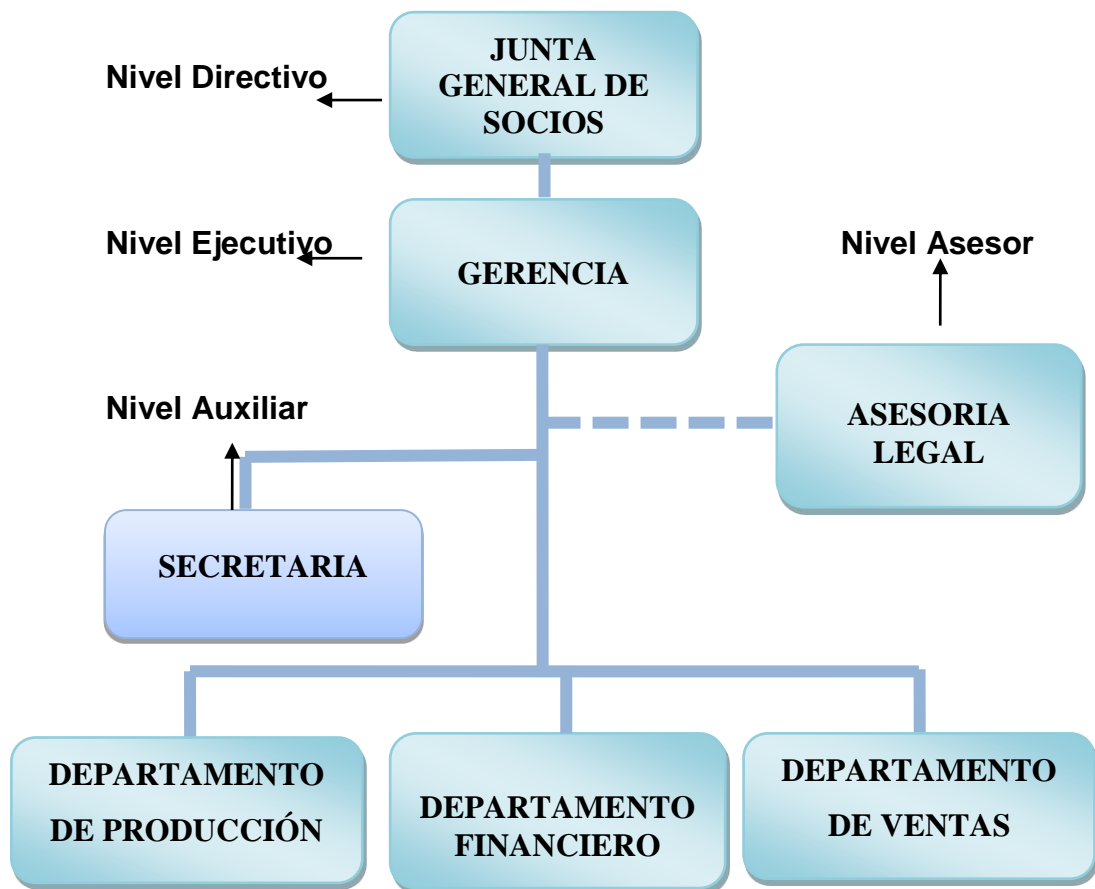 JUNTA
GENERAL DE
SOCIOS
Nivel Directivo
GERENCIA
Nivel Ejecutivo
Nivel Asesor
ASESORIA
LEGAL
Nivel Auxiliar
SECRETARIA
DEPARTAMENTO
DE PRODUCCIÓN
DEPARTAMENTO
FINANCIERO
DEPARTAMENTO
DE VENTAS